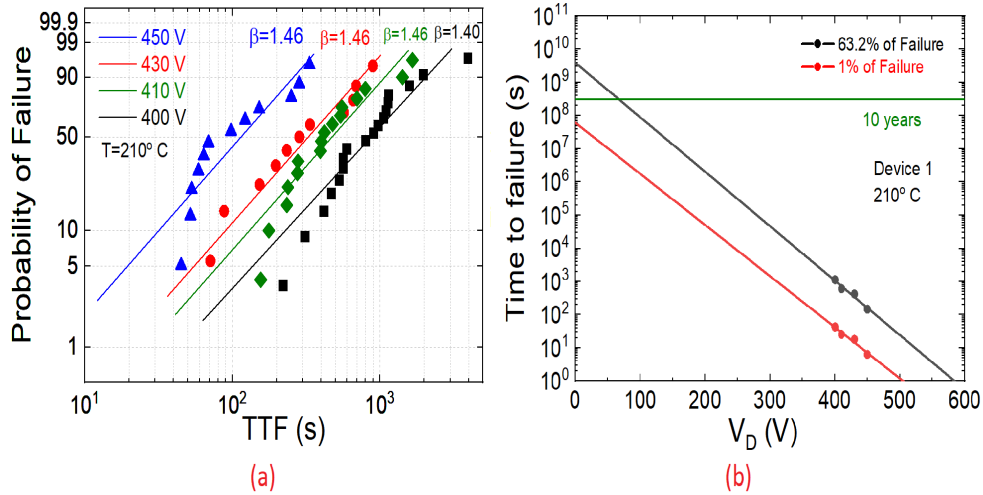 99.9
99
90
50
10
5
1
Probability of Failure
450 V
430 V
410 V
400 V
T=210º C
β=1.46
β=1.46
β=1.46
β=1.40
10¹
10²
10³
TTF (s)
(a)
10¹¹
10¹⁰
10⁹
10⁸
10⁷
10⁶
10⁵
10⁴
10³
10²
10¹
10⁰
Time to failure (s)
63.2% of Failure
1% of Failure
10 years
Device 1
210º C
0
100
200
300
400
500
600
V_D (V)
(b)